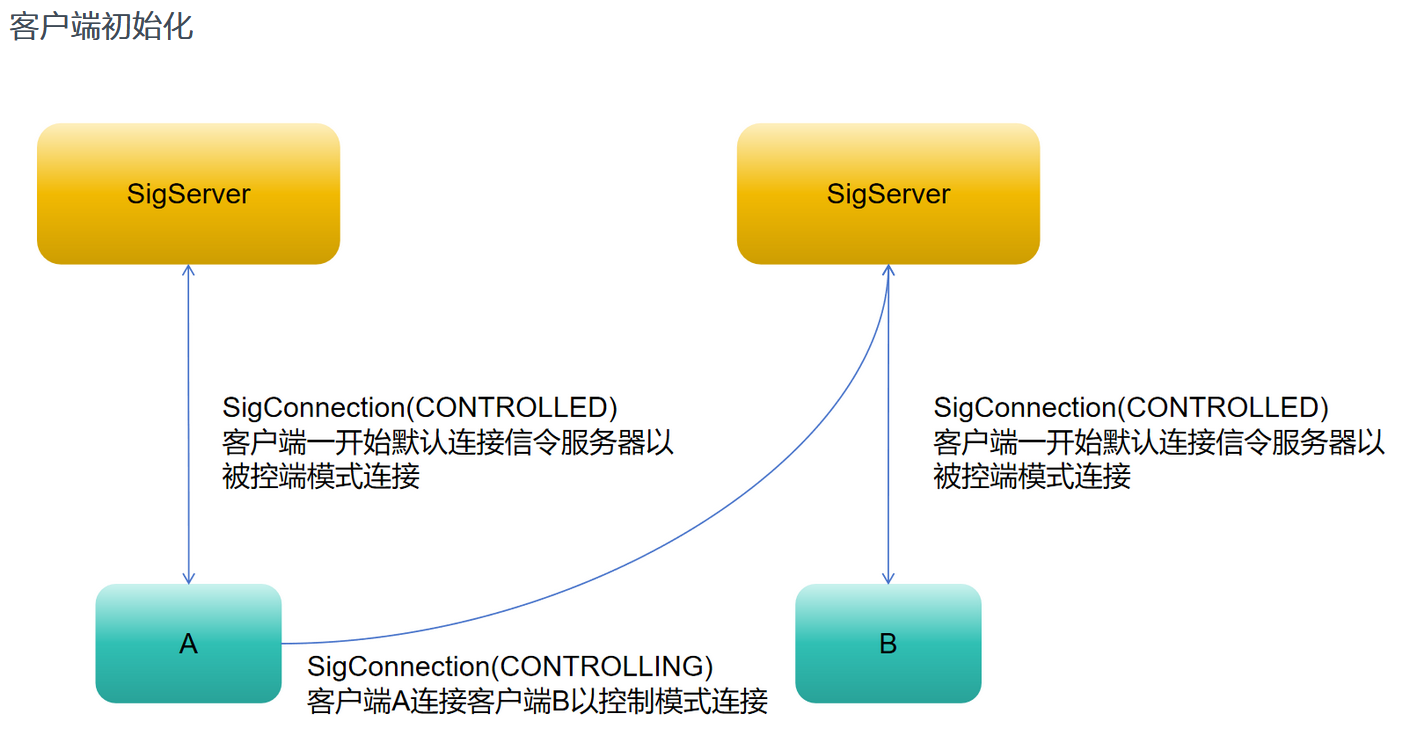 客户端初始化
SigServer
SigServer
SigConnection(CONTROLLED)
客户端一开始默认连接信令服务器以
被控端模式连接
SigConnection(CONTROLLED)
客户端一开始默认连接信令服务器以
被控端模式连接
A
B
SigConnection(CONTROLLING)
客户端A连接客户端B以控制模式连接